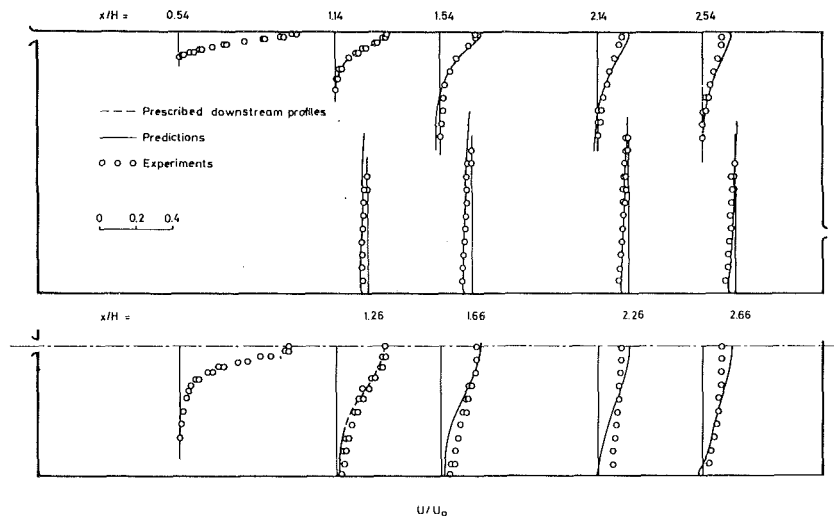 x/H = 0.54 1.14 1.54 2.14 2.54
Prescribed downstream profiles
Predictions
Experiments
0 0.2 0.4
x/H = 1.26 1.66 2.26 2.66
U/U₀